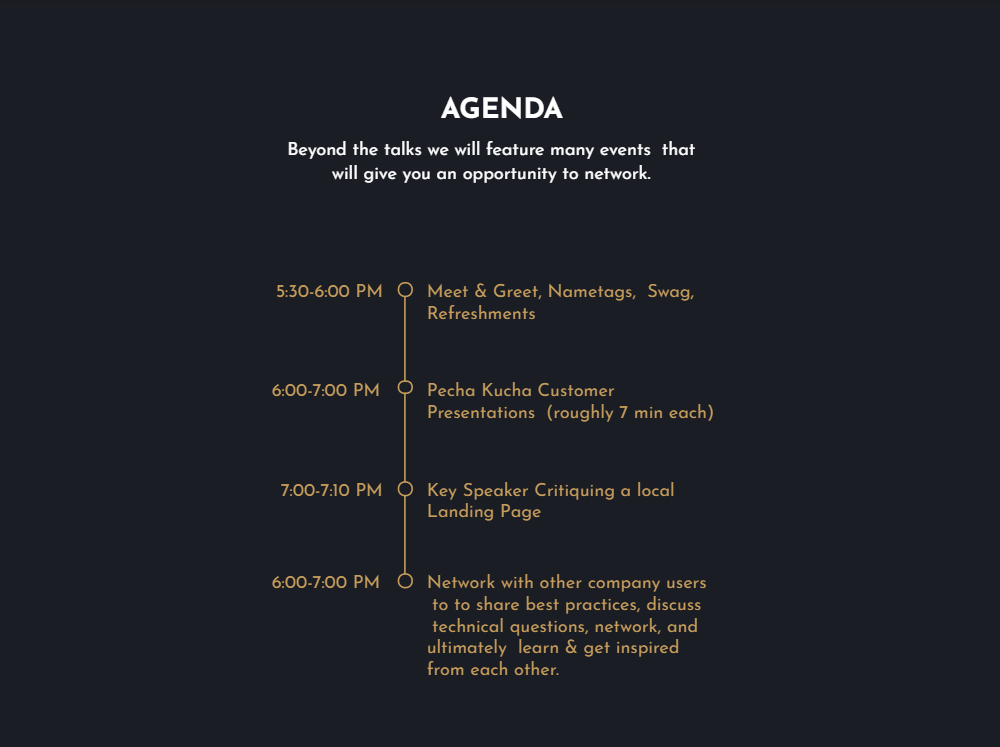 AGENDA
Beyond the talks we will feature many events  that
will give you an opportunity to network.
5:30-6:00 PM
Meet & Greet, Nametags,  Swag,
Refreshments
6:00-7:00 PM
Pecha Kucha Customer
Presentations  (roughly 7 min each)
7:00-7:10 PM
Key Speaker Critiquing a local
Landing Page
6:00-7:00 PM
Network with other company users
to to share best practices, discuss
technical questions, network, and
ultimately  learn & get inspired
from each other.